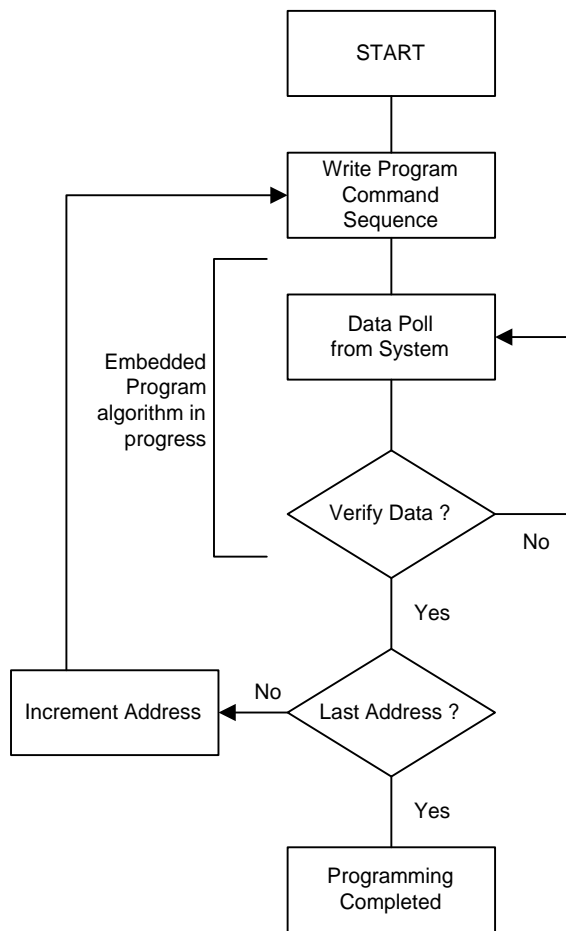 START
Write Program
Command
Sequence
Data Poll
from System
Embedded
Program
algorithm in
progress
Verify Data ?
No
Yes
No
Increment Address
Last Address ?
Yes
Programming
Completed